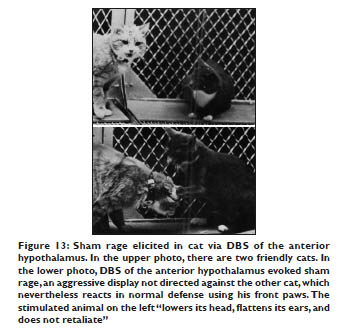 Figure 13: Sham rage elicited in cat via DBS of the anterior
hypothalamus. In the upper photo, there are two friendly cats. In
the lower photo, DBS of the anterior hypothalamus evoked sham
rage, an aggressive display not directed against the other cat, which
nevertheless reacts in normal defense using his front paws. The
stimulated animal on the left “lowers its head, flattens its ears, and
does not retaliate”